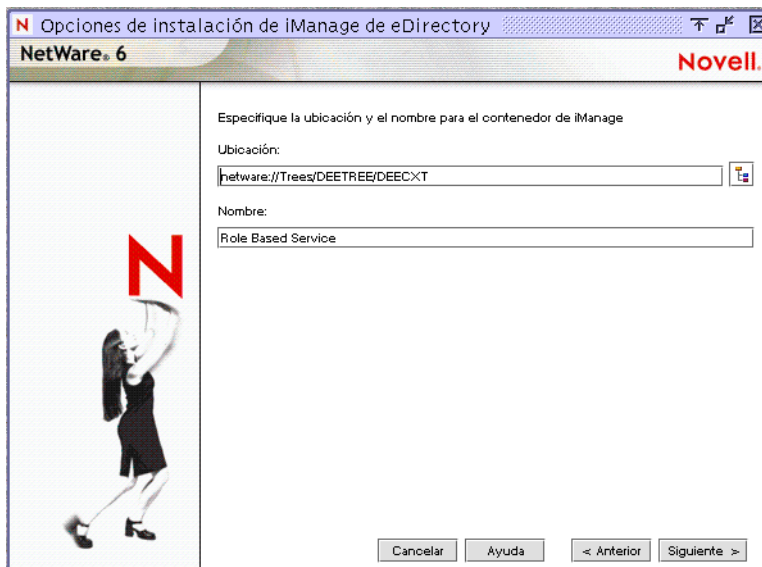 N Opciones de instalación de iManage de eDirectory
NetWare® 6
Novell.
Especifique la ubicación y el nombre para el contenedor de iManage
Ubicación:
netware://Trees/DEETREE/DEECXT
Nombre:
Role Based Service
N
Cancelar
Ayuda
< Anterior
Siguiente >